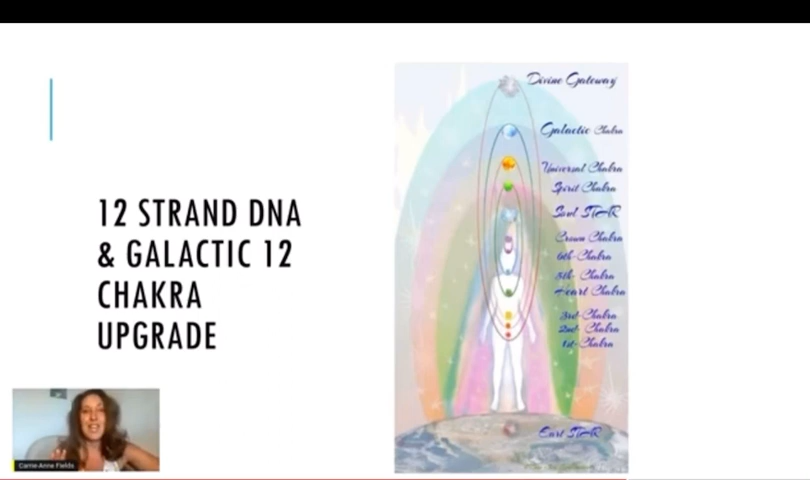 12 STRAND DNA
& GALACTIC 12
CHAKRA
UPGRADE
Divine Gateway
Galactic Chakra
Universal Chakra
Spirit Chakra
Soul STAR
Crown Chakra
6th Chakra
5th Chakra
Heart Chakra
3rd Chakra
2nd Chakra
1st Chakra
Eart STAR
Carrie-Anne Fields